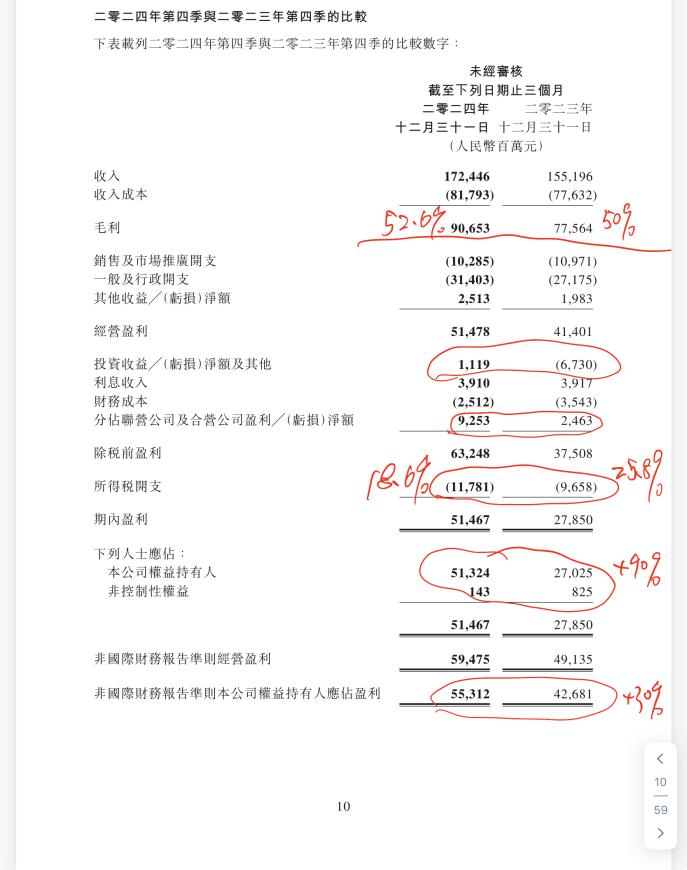 二零二四年第四季與二零二三年第四季的比較
下表載列二零二四年第四季與二零二三年第四季的比較數字：
未經審核
截至下列日期止三個月
二零二四年 二零二三年
十二月三十一日 十二月三十一日
（人民幣百萬元）
收入 172,446 155,196
收入成本 (81,793) (77,632)
毛利 52.6% 90,653 77,564 50%
銷售及市場推廣開支 (10,285) (10,971)
一般及行政開支 (31,403) (27,175)
其他收益／（虧損）淨額 2,513 1,983
經營盈利 51,478 41,401
投資收益／（虧損）淨額及其他 1,119 (6,730)
利息收入 3,910 3,917
財務成本 (2,512) (3,543)
分佔聯營公司及合營公司盈利／（虧損）淨額 9,253 2,463
除稅前盈利 63,248 37,508
所得稅開支 18.6% (11,781) (9,658) 25.8%
期內盈利 51,467 27,850
下列人士應佔：
本公司權益持有人 51,324 27,025 +90%
非控制性權益 143 825
51,467 27,850
非國際財務報告準則經營盈利 59,475 49,135
非國際財務報告準則本公司權益持有人應佔盈利 55,312 42,681 +30%
10
10
59